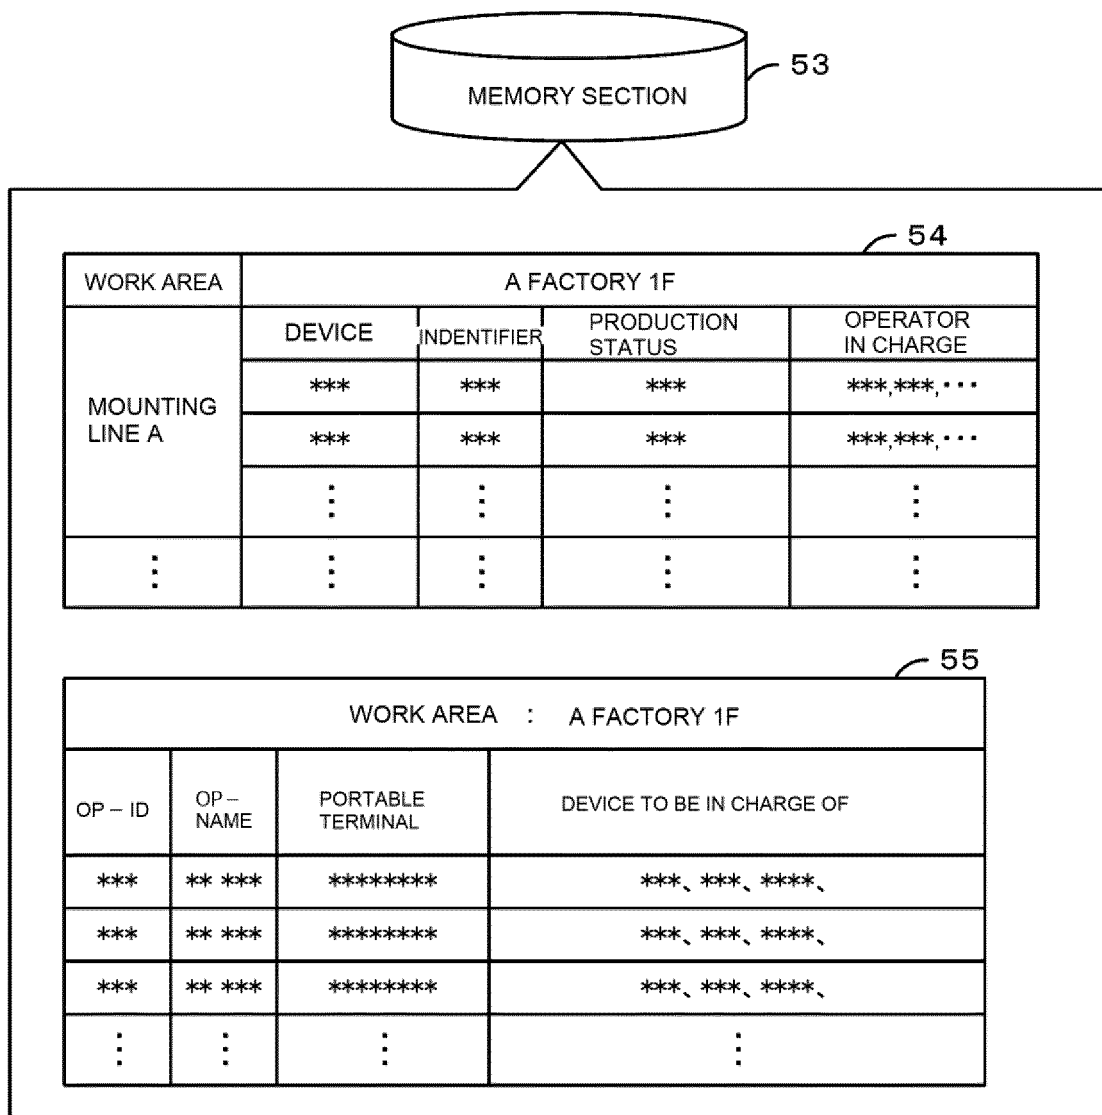 53
MEMORY SECTION
54
WORK AREA A FACTORY 1F
MOUNTING
LINE A
DEVICE INDENTIFIER PRODUCTION
STATUS OPERATOR
IN CHARGE
*** *** *** ***,***,･･･
*** *** *** ***,***,･･･
⋮ ⋮ ⋮ ⋮
⋮ ⋮ ⋮ ⋮ ⋮
55
WORK AREA : A FACTORY 1F
OP – ID OP –
NAME PORTABLE
TERMINAL DEVICE TO BE IN CHARGE OF
*** ** *** ******** ***、***、****、
*** ** *** ******** ***、***、****、
*** ** *** ******** ***、***、****、
⋮ ⋮ ⋮ ⋮